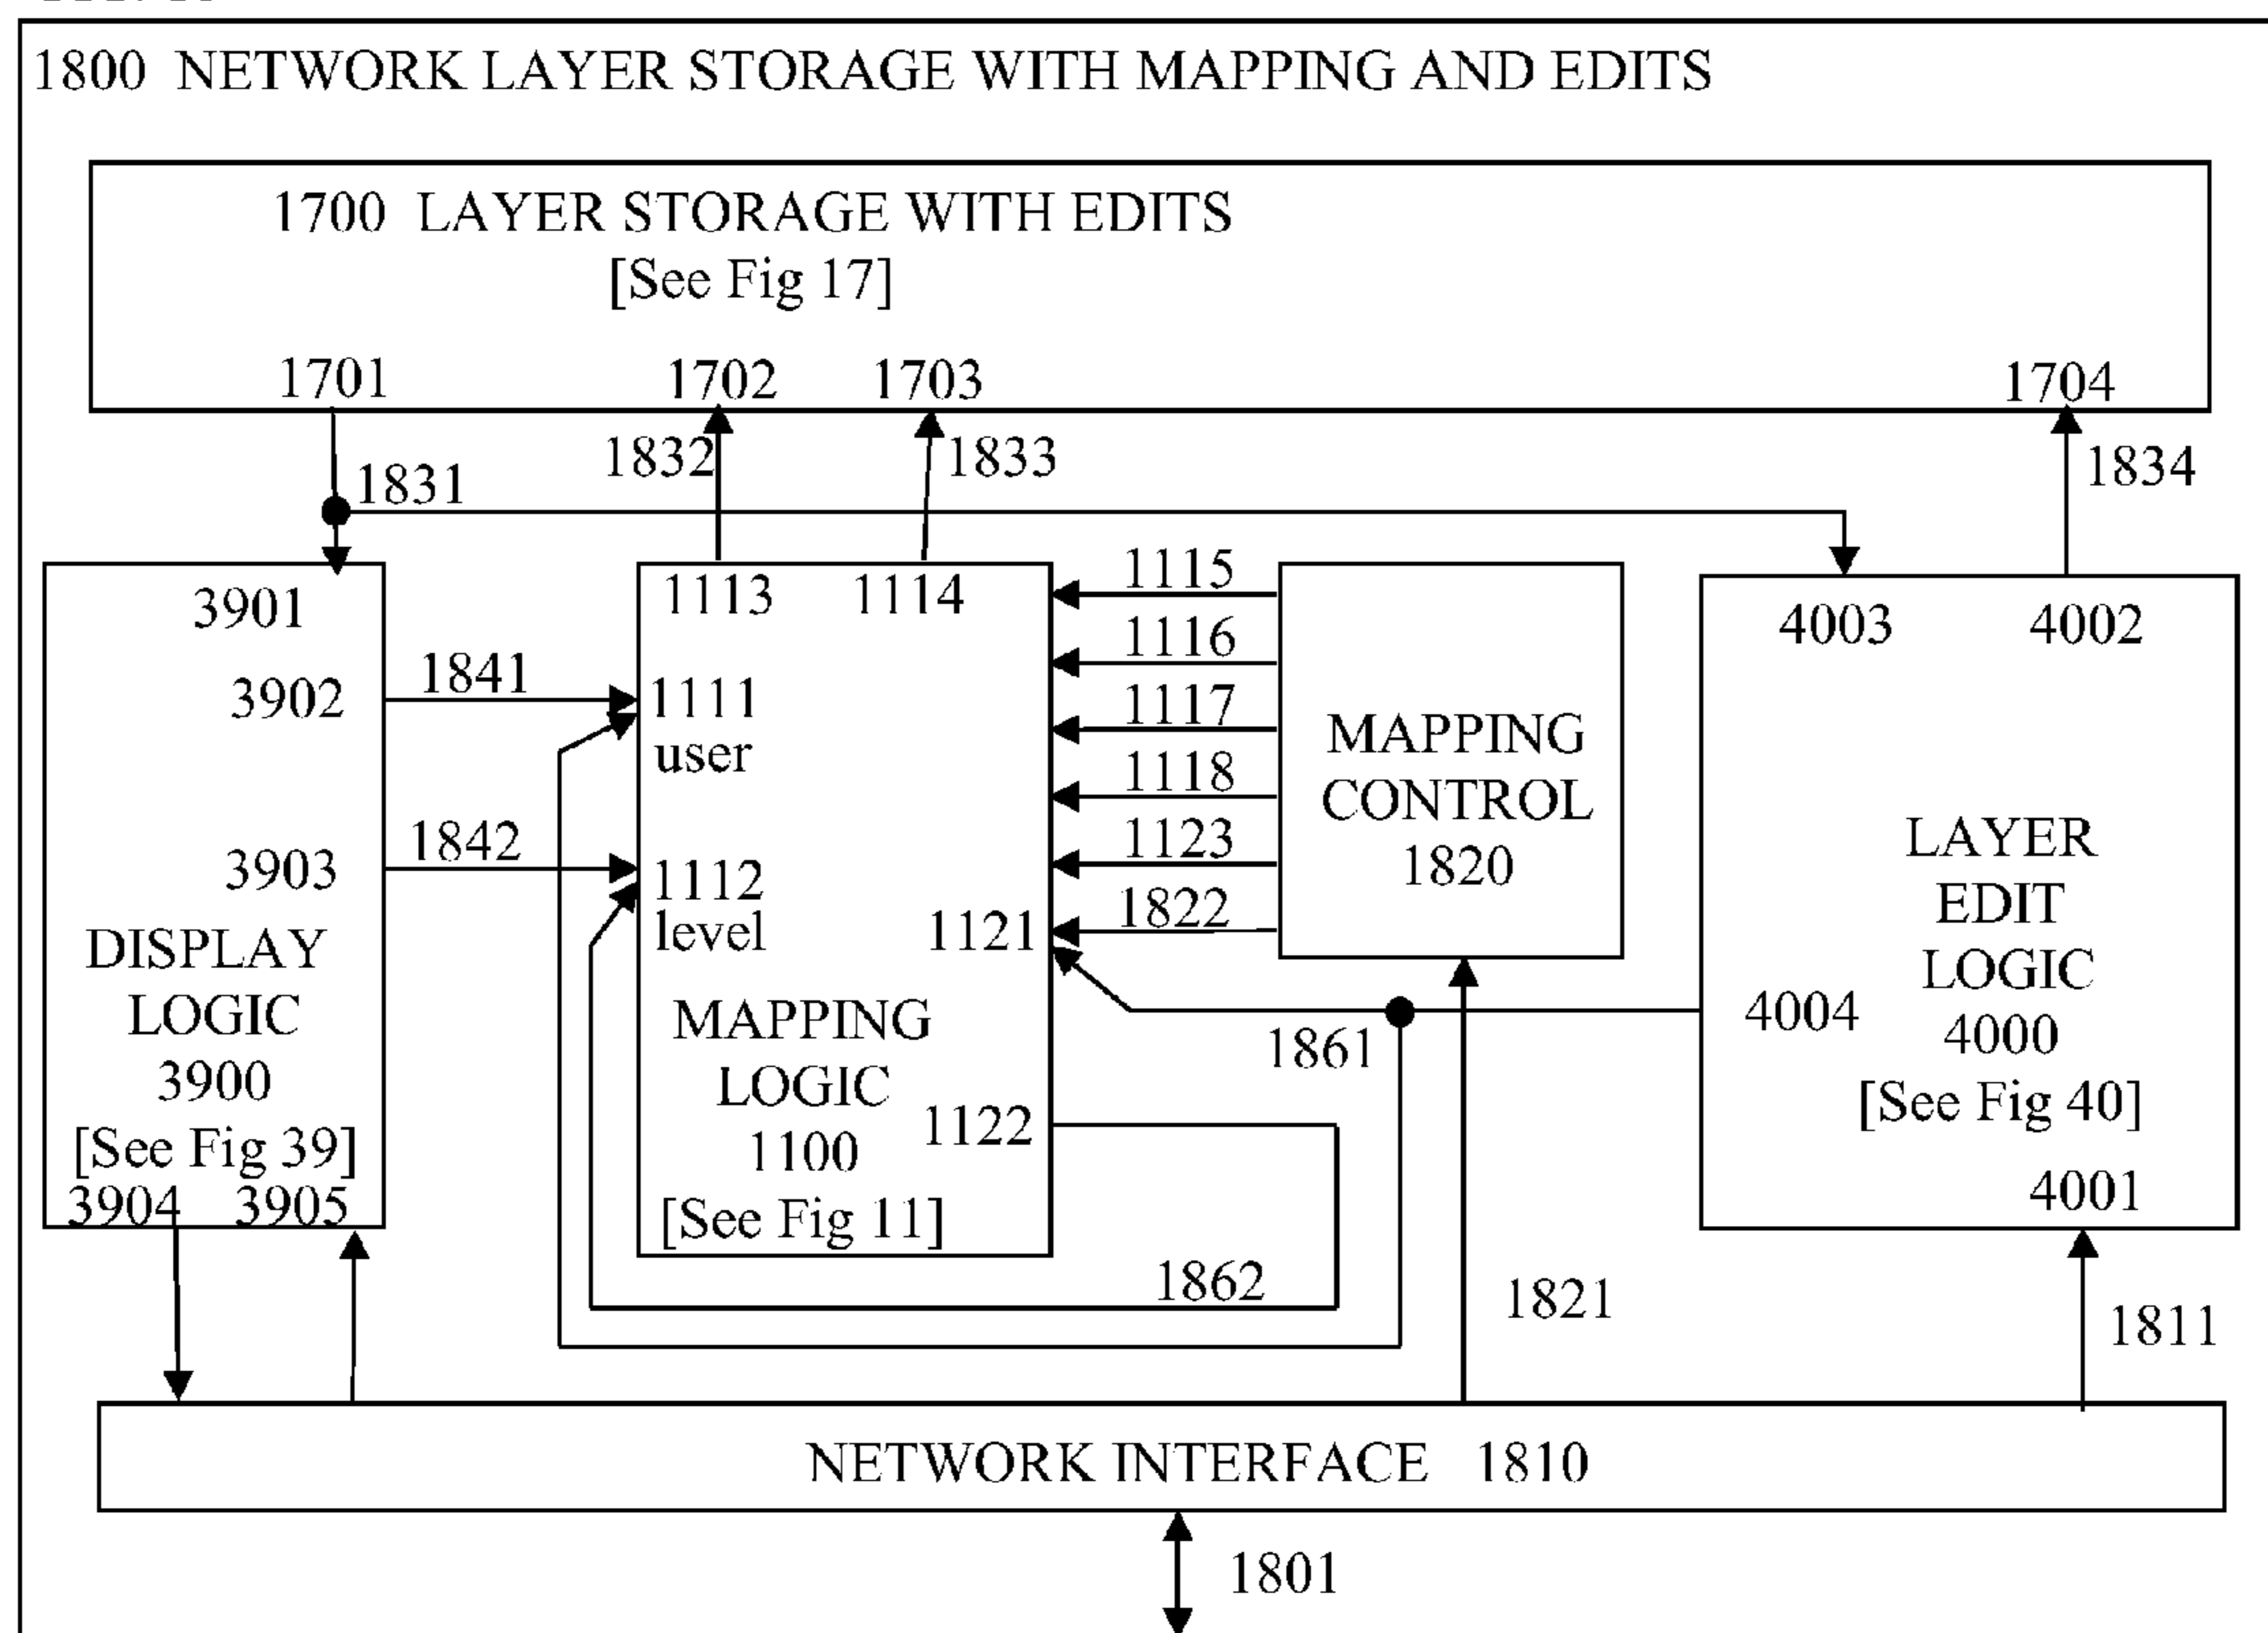 1800 NETWORK LAYER STORAGE WITH MAPPING AND EDITS
1700 LAYER STORAGE WITH EDITS
[See Fig 17]
1701
1702
1703
1704
1831
1832
1833
1834
3901
3902
3903
DISPLAY
LOGIC
3900
[See Fig 39]
3904
3905
1841
1842
1113
1114
1111
user
1112
level
1121
MAPPING
LOGIC
1100
1122
[See Fig 11]
1115
1116
1117
1118
1123
1822
MAPPING
CONTROL
1820
4003
4002
LAYER
EDIT
LOGIC
4004
4000
[See Fig 40]
4001
1861
1862
1821
1811
NETWORK INTERFACE 1810
1801